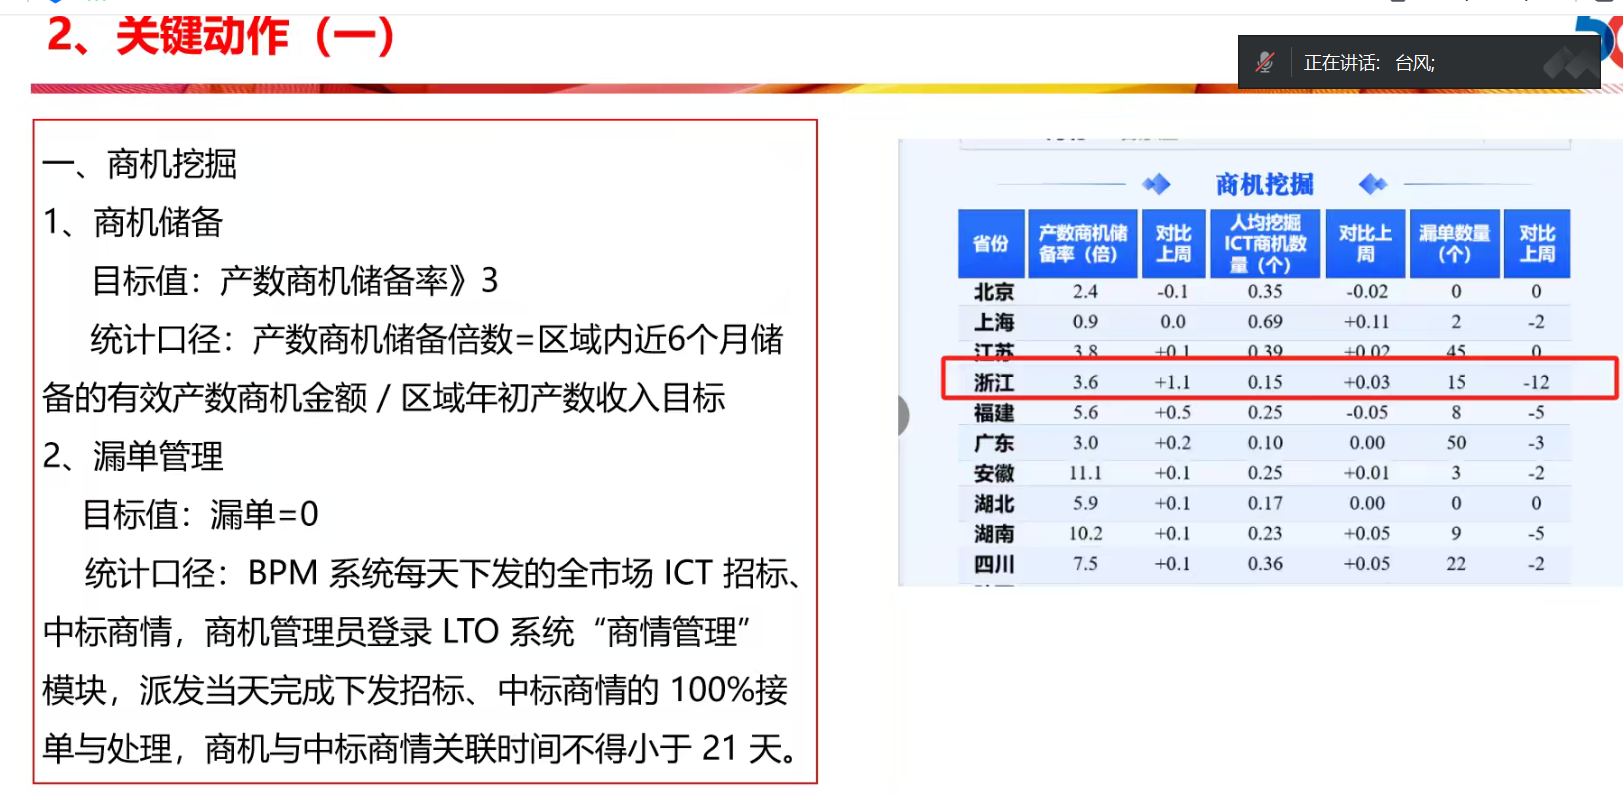 2、关键动作（一）
正在讲话: 台风;
一、商机挖掘
1、商机储备
目标值：产数商机储备率》3
统计口径：产数商机储备倍数=区域内近6个月储
备的有效产数商机金额 / 区域年初产数收入目标
2、漏单管理
目标值：漏单=0
统计口径：BPM 系统每天下发的全市场 ICT 招标、
中标商情，商机管理员登录 LTO 系统“商情管理”
模块，派发当天完成下发招标、中标商情的 100%接
单与处理，商机与中标商情关联时间不得小于 21 天。
商机挖掘
省份 产数商机储备率（倍） 对比上周 人均挖掘ICT商机数量（个） 对比上周 漏单数量（个） 对比上周
北京 2.4 -0.1 0.35 -0.02 0 0
上海 0.9 0.0 0.69 +0.11 2 -2
江苏 3.8 +0.1 0.39 +0.02 45 0
浙江 3.6 +1.1 0.15 +0.03 15 -12
福建 5.6 +0.5 0.25 -0.05 8 -5
广东 3.0 +0.2 0.10 0.00 50 -3
安徽 11.1 +0.1 0.25 +0.01 3 -2
湖北 5.9 +0.1 0.17 0.00 0 0
湖南 10.2 +0.1 0.23 +0.05 9 -5
四川 7.5 +0.1 0.36 +0.05 22 -2